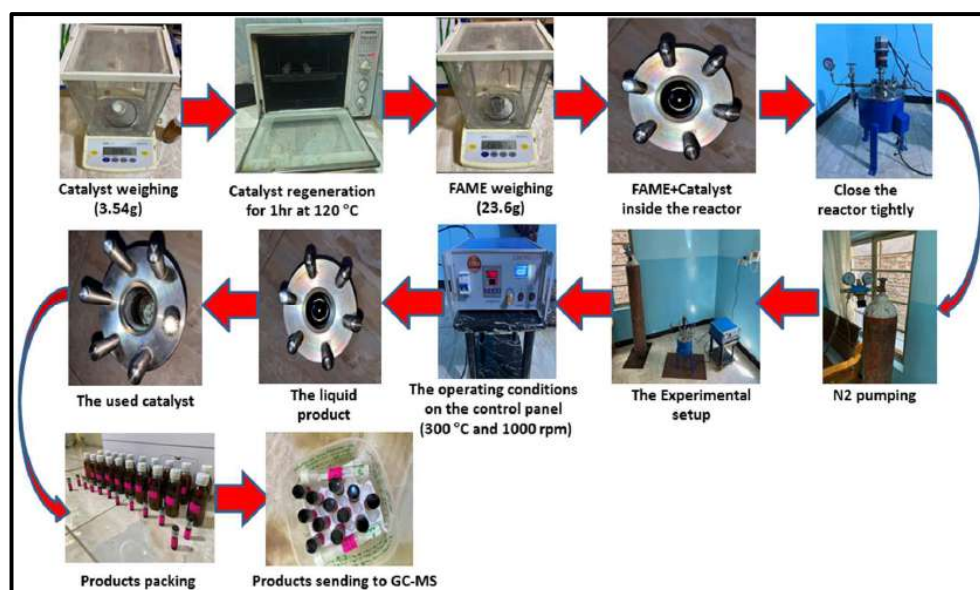 Catalyst weighing
(3.54g)
Catalyst regeneration
for 1hr at 120 °C
FAME weighing
(23.6g)
FAME+Catalyst
inside the reactor
Close the
reactor tightly
N2 pumping
The Experimental
setup
The operating conditions
on the control panel
(300 °C and 1000 rpm)
The liquid
product
The used catalyst
Products packing
Products sending to GC-MS